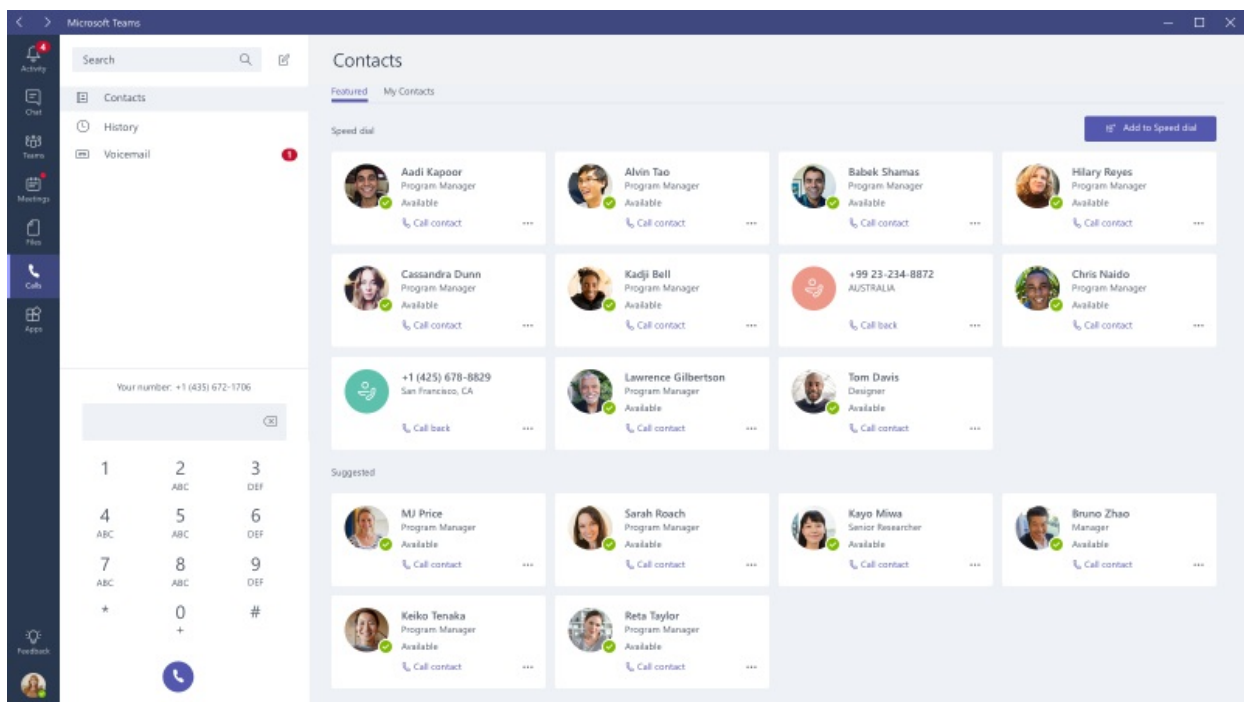 Microsoft Teams
4
Activity
Chat
Teams
Meetings
Files
Calls
Apps
Feedback
Search
Contacts
History
Voicemail
1
Your number: +1 (435) 672-1706
1 2 3
ABC DEF
4 5 6
ABC ABC DEF
7 8 9
ABC ABC DEF
* 0 #
+
Contacts
Featured My Contacts
Speed dial
Add to Speed dial
Aadi Kapoor
Program Manager
Available
Call contact
Alvin Tao
Program Manager
Available
Call contact
Babek Shamas
Program Manager
Available
Call contact
Hilary Reyes
Program Manager
Available
Call contact
Cassandra Dunn
Program Manager
Available
Call contact
Kadji Bell
Program Manager
Available
Call contact
+99 23-234-8872
AUSTRALIA
Call back
Chris Naido
Program Manager
Available
Call contact
+1 (425) 678-8829
San Francisco, CA
Call back
Lawrence Gilbertson
Program Manager
Available
Call contact
Tom Davis
Designer
Available
Call contact
Suggested
MJ Price
Program Manager
Available
Call contact
Sarah Roach
Program Manager
Available
Call contact
Kayo Miwa
Senior Researcher
Available
Call contact
Bruno Zhao
Manager
Available
Call contact
Keiko Tenaka
Program Manager
Available
Call contact
Reta Taylor
Program Manager
Available
Call contact